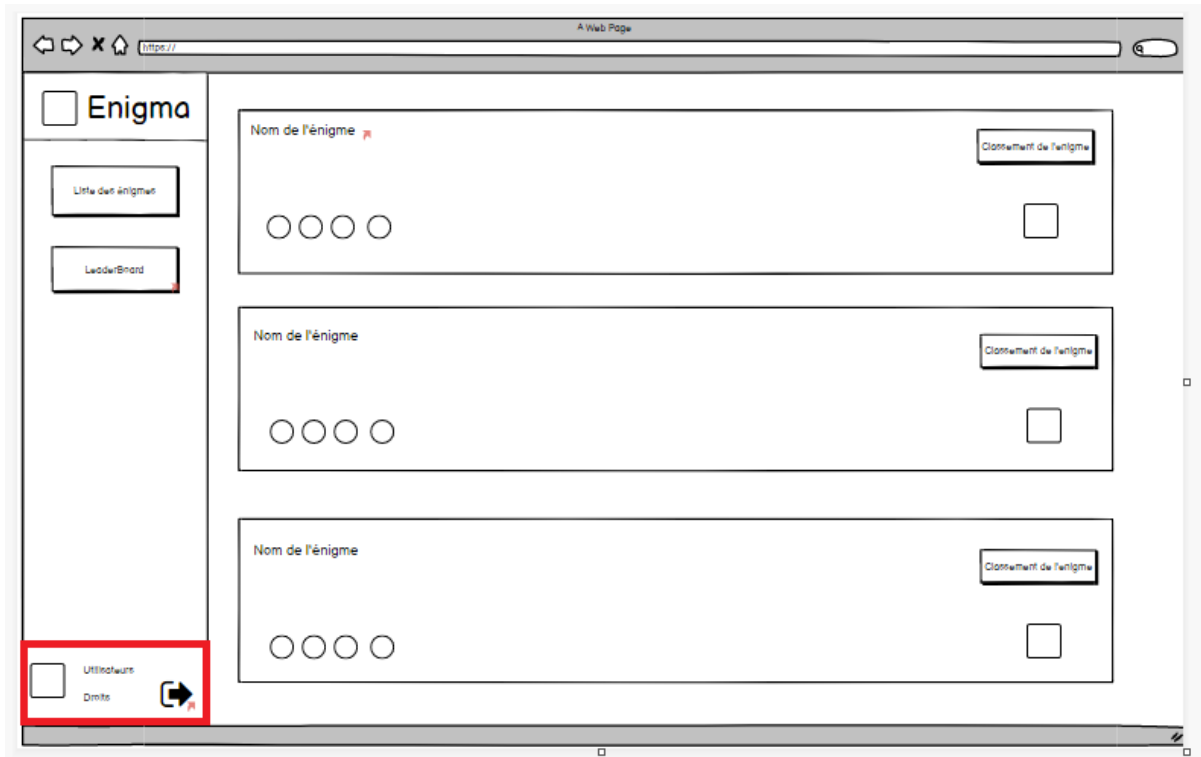 A Web Page
https://
Enigma
Liste des énigmes
LeaderBoard
Nom de l'énigme
Classement de l'enigme
Nom de l'énigme
Classement de l'enigme
Nom de l'énigme
Classement de l'enigme
Utilisateurs
Droits